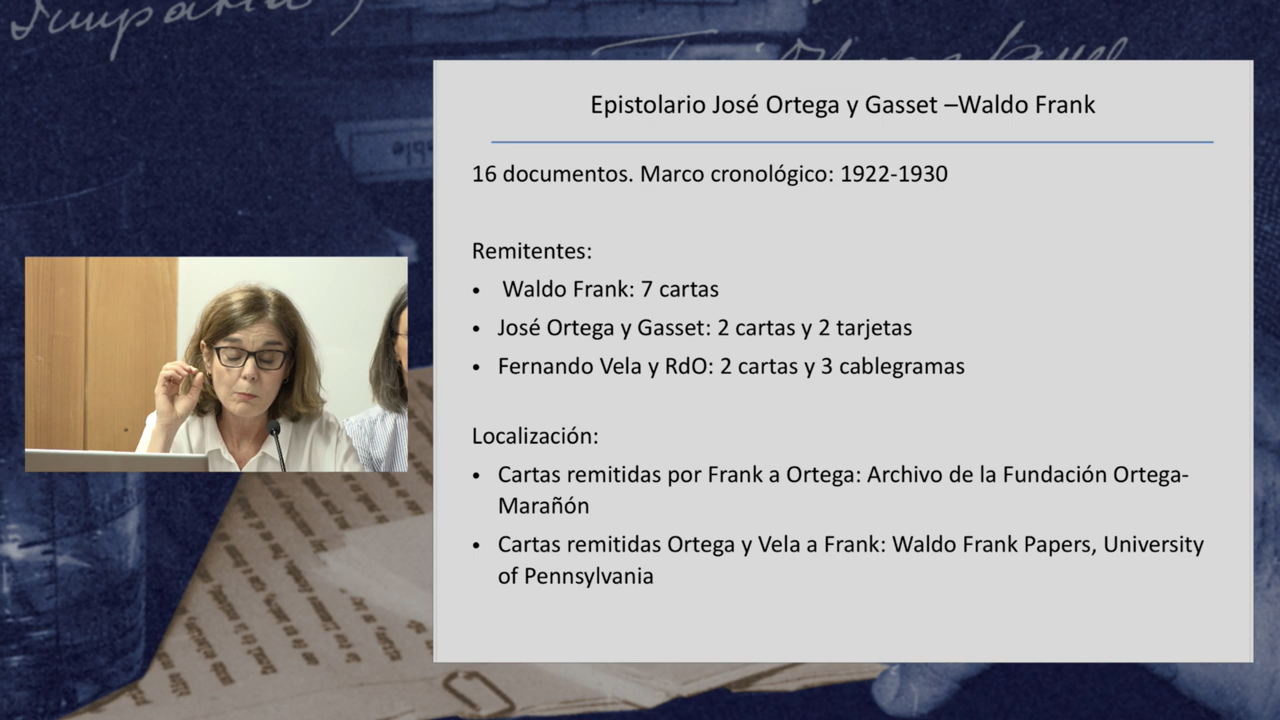 Epistolario José Ortega y Gasset –Waldo Frank
16 documentos. Marco cronológico: 1922-1930
Remitentes:
• Waldo Frank: 7 cartas
• José Ortega y Gasset: 2 cartas y 2 tarjetas
• Fernando Vela y RdO: 2 cartas y 3 cablegramas
Localización:
• Cartas remitidas por Frank a Ortega: Archivo de la Fundación Ortega-
Marañón
• Cartas remitidas Ortega y Vela a Frank: Waldo Frank Papers, University
of Pennsylvania